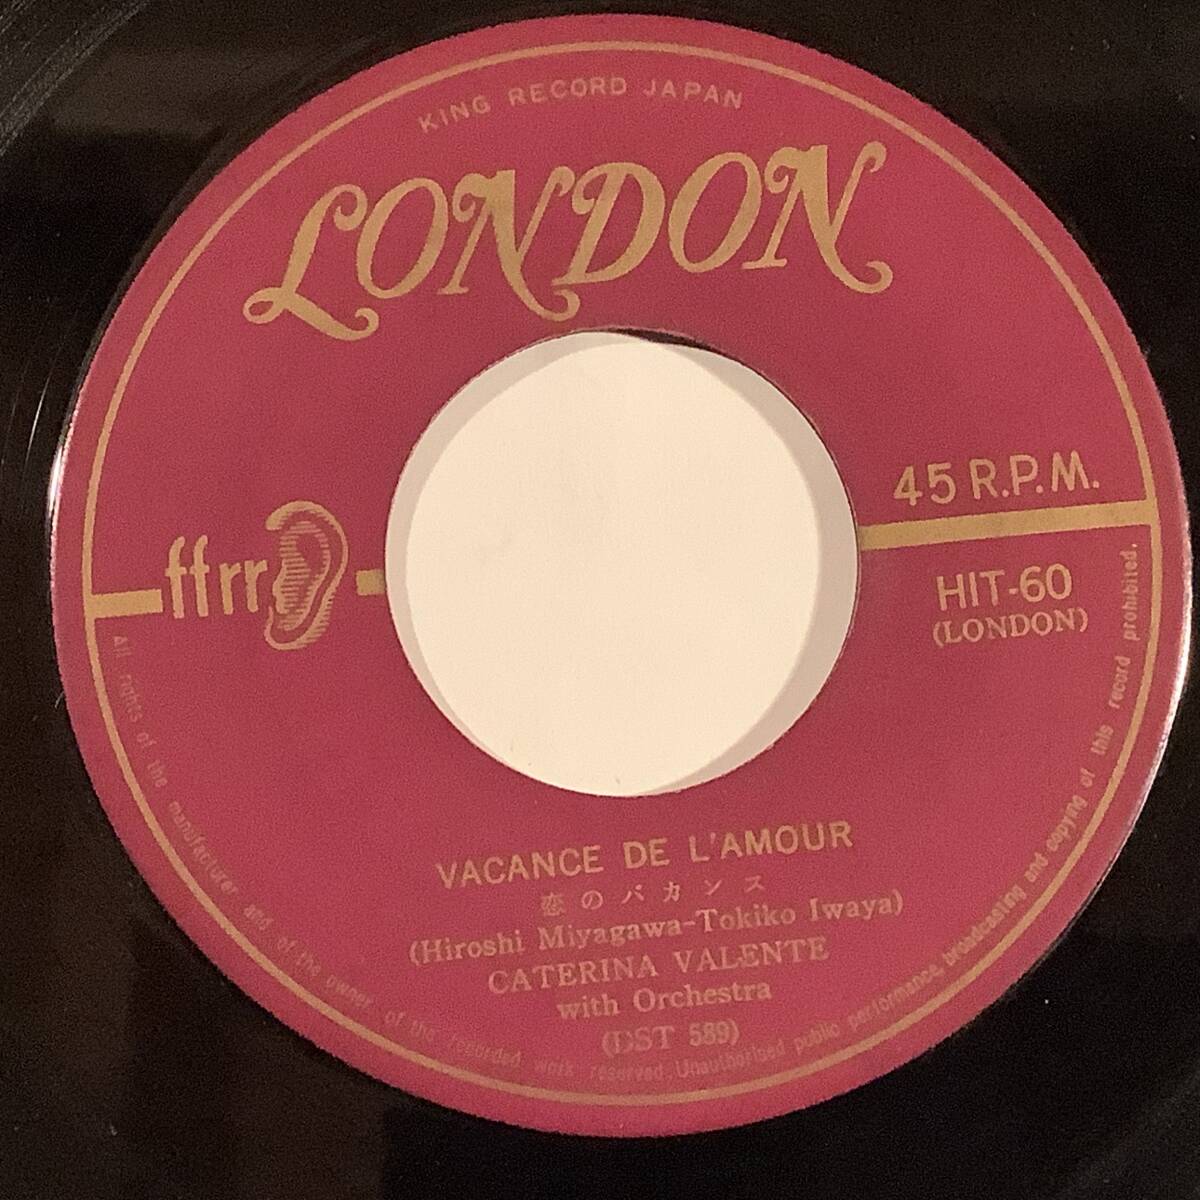 KING RECORD JAPAN
LONDON
ffrr
45 R.P.M.
HIT-60
(LONDON)
VACANCE DE L'AMOUR
恋のバカンス
(Hiroshi Miyagawa-Tokiko Iwaya)
CATERINA VALENTE
with Orchestra
(DST 589)
All rights of the manufacturer and of the owner of the recorded work reserved. Unauthorised public performance, broadcasting and copying of this record prohibited.